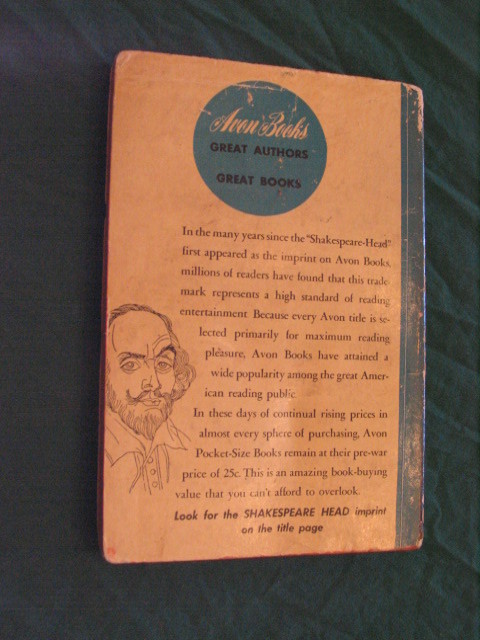 Avon Books
GREAT AUTHORS
GREAT BOOKS
In the many years since the "Shakespeare-Head"
first appeared as the imprint on Avon Books,
millions of readers have found that this trade-
mark represents a high standard of reading
entertainment. Because every Avon title is se-
lected primarily for maximum reading
pleasure, Avon Books have attained a
wide popularity among the great Amer-
ican reading public.
In these days of continual rising prices in
almost every sphere of purchasing, Avon
Pocket-Size Books remain at their pre-war
price of 25c. This is an amazing book-buying
value that you can't afford to overlook.
Look for the SHAKESPEARE HEAD imprint
on the title page